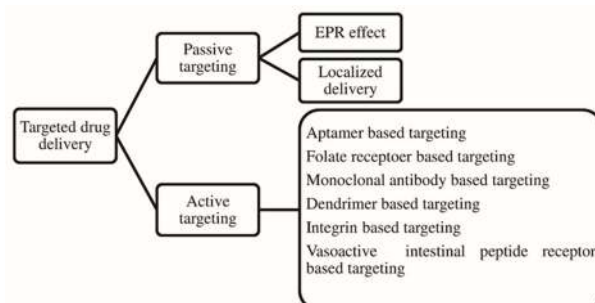 EPR effect
Passive
targeting
Localized
delivery
Targeted drug
delivery
Aptamer based targeting
Folate receptoer based targeting
Monoclonal antibody based targeting
Active
targeting
Dendrimer based targeting
Integrin based targeting
Vasoactive intestinal peptide receptor
based targeting